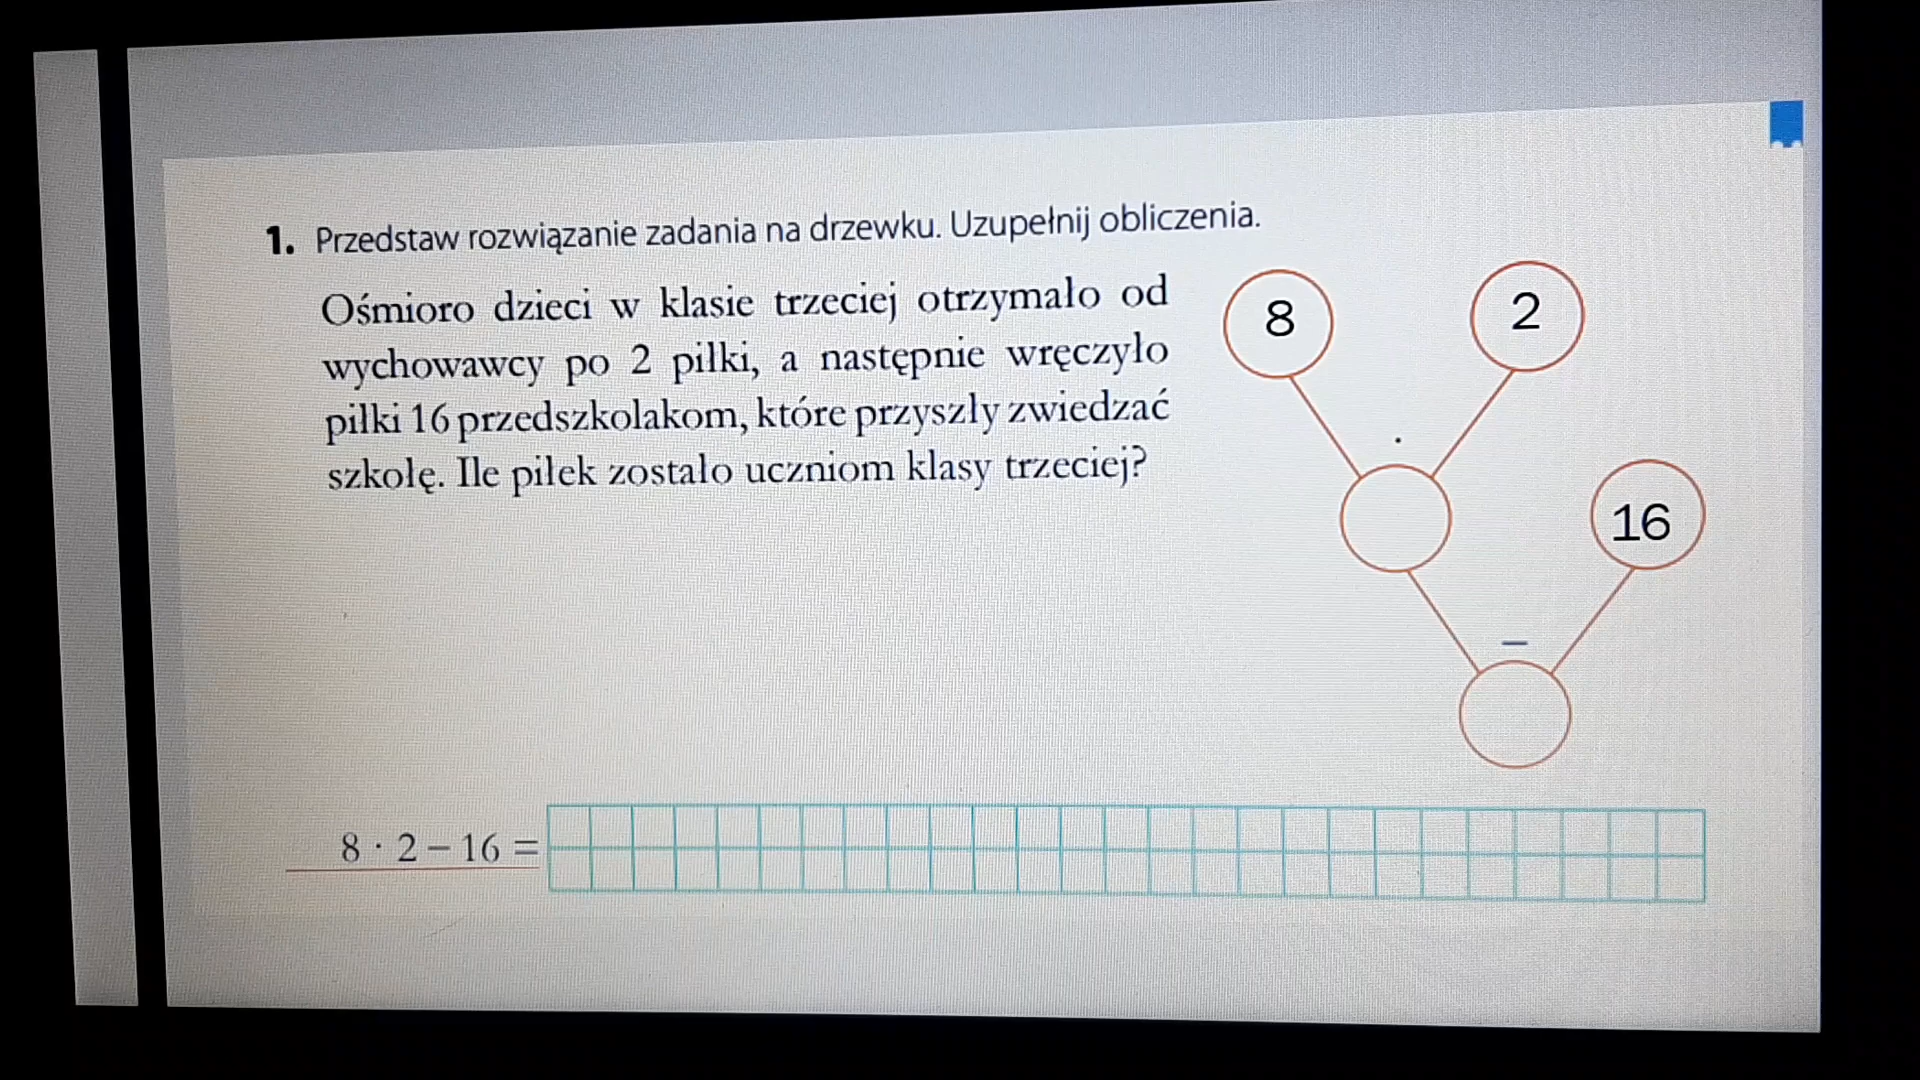 1. Przedstaw rozwiązanie zadania na drzewku. Uzupełnij obliczenia.
Ośmioro dzieci w klasie trzeciej otrzymało od
wychowawcy po 2 piłki, a następnie wręczyło
piłki 16 przedszkolakom, które przyszły zwiedzać
szkołę. Ile piłek zostało uczniom klasy trzeciej?
8 2
·
16
–
8 · 2 – 16 =